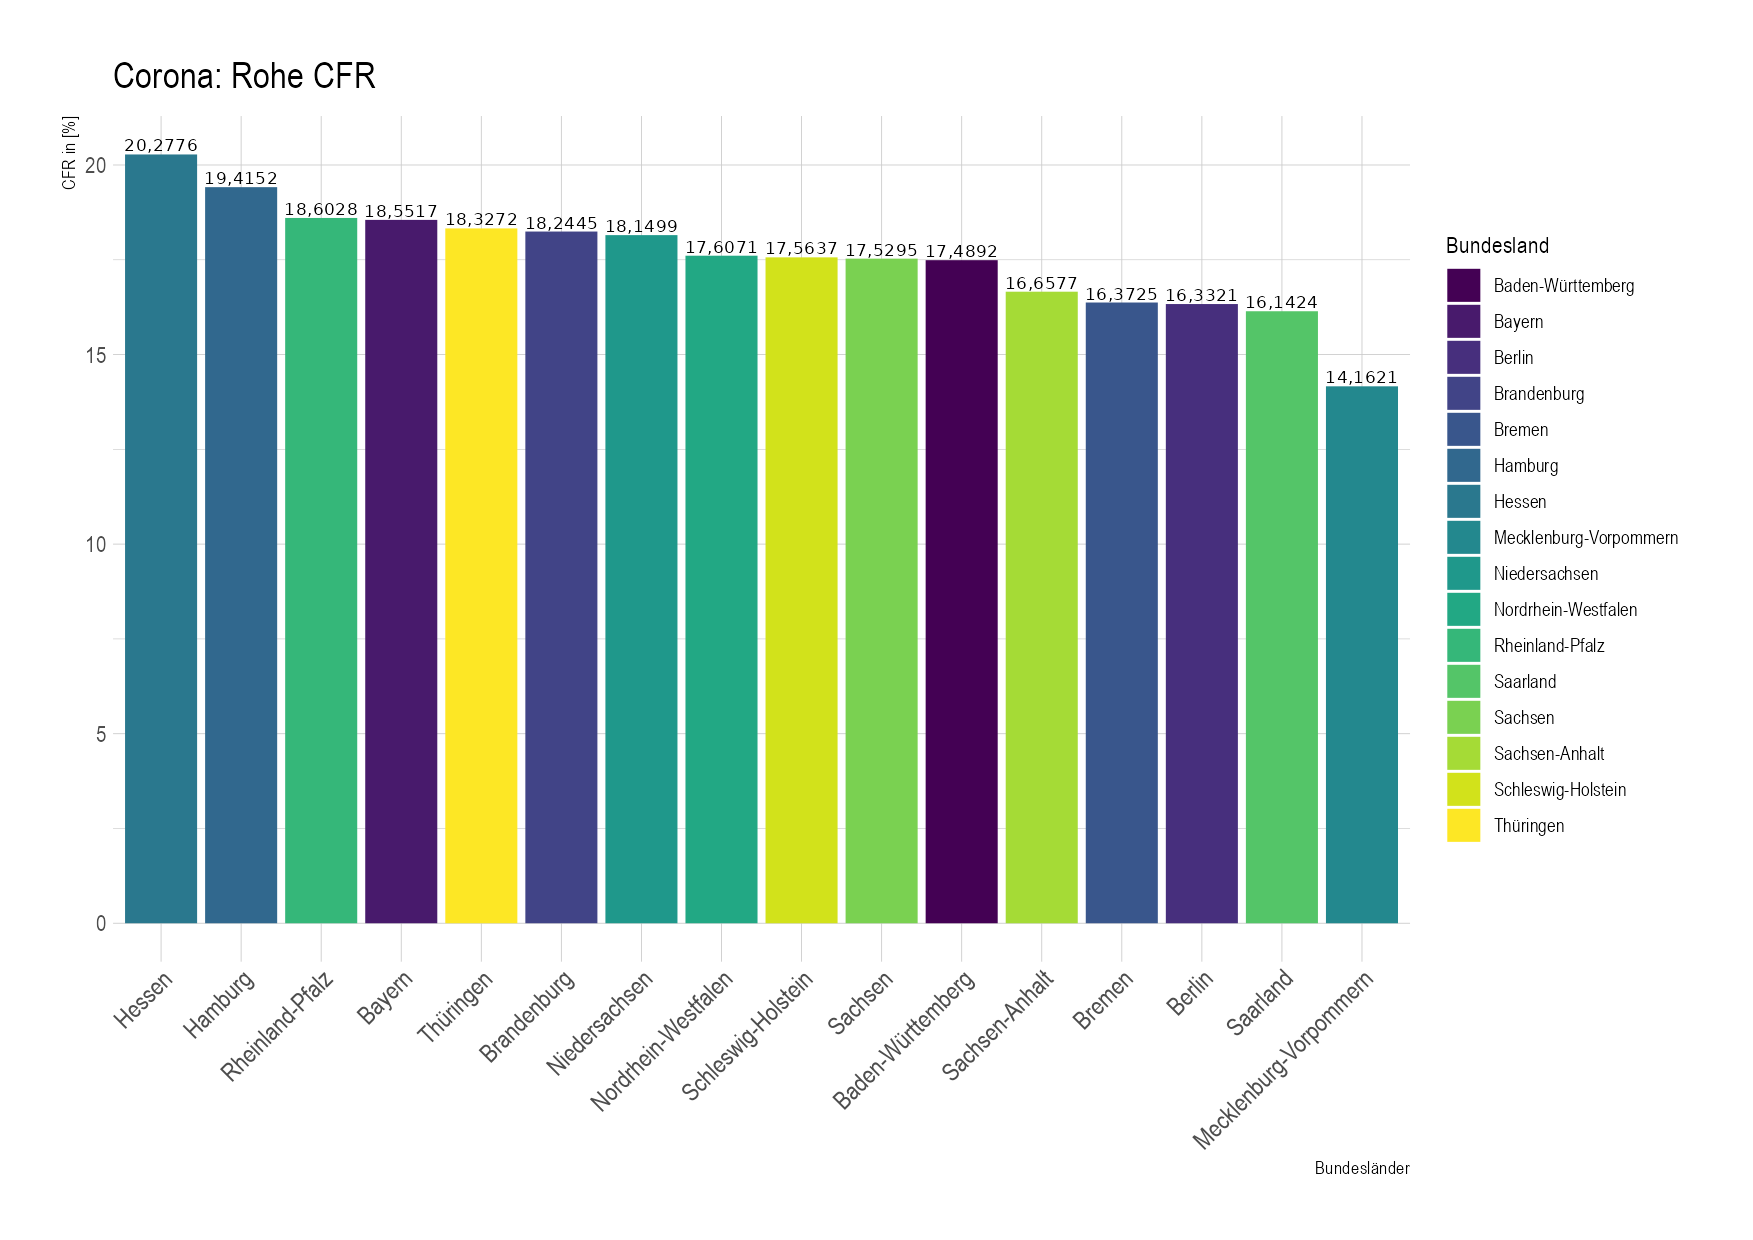 Corona: Rohe CFR
CFR in [%]
20
15
10
5
0
20,2776
19,4152
18,6028
18,5517
18,3272
18,2445
18,1499
17,6071
17,5637
17,5295
17,4892
16,6577
16,3725
16,3321
16,1424
14,1621
Hessen
Hamburg
Rheinland-Pfalz
Bayern
Thüringen
Brandenburg
Niedersachsen
Nordrhein-Westfalen
Schleswig-Holstein
Sachsen
Baden-Württemberg
Sachsen-Anhalt
Bremen
Berlin
Saarland
Mecklenburg-Vorpommern
Bundesländer
Bundesland
Baden-Württemberg
Bayern
Berlin
Brandenburg
Bremen
Hamburg
Hessen
Mecklenburg-Vorpommern
Niedersachsen
Nordrhein-Westfalen
Rheinland-Pfalz
Saarland
Sachsen
Sachsen-Anhalt
Schleswig-Holstein
Thüringen